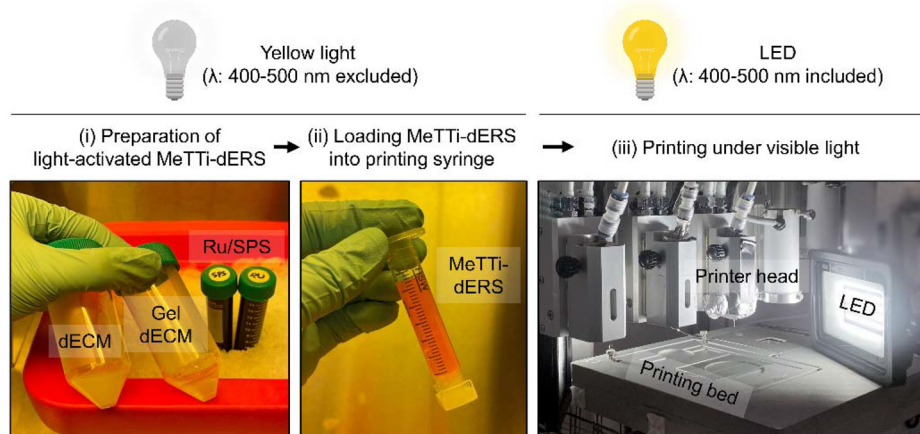 Yellow light
(λ: 400-500 nm excluded)
LED
(λ: 400-500 nm included)
(i) Preparation of
light-activated MeTTi-dERS
(ii) Loading MeTTi-dERS
into printing syringe
(iii) Printing under visible light
Ru/SPS
SPS
RU
dECM
Gel
dECM
MeTTi-
dERS
Printer head
LED
Printing bed